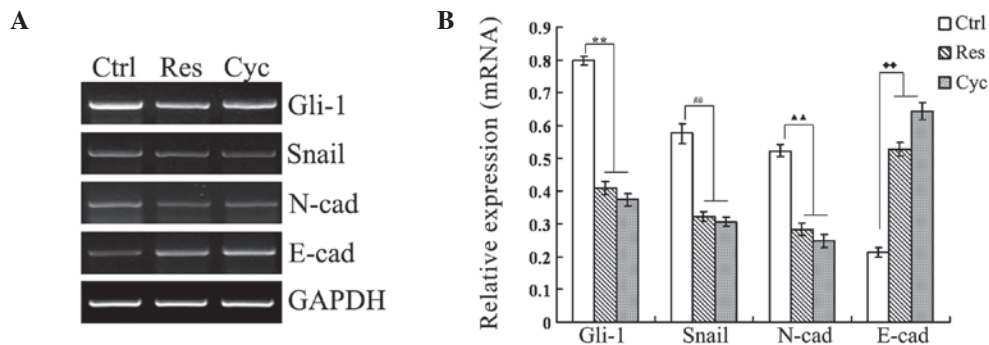 A
Ctrl Res Cyc
Gli-1
Snail
N-cad
E-cad
GAPDH
B
Relative expression (mRNA)
0.9
0.8
0.7
0.6
0.5
0.4
0.3
0.2
0.1
0
**
##
▲▲
◆◆
Ctrl
Res
Cyc
Gli-1 Snail N-cad E-cad